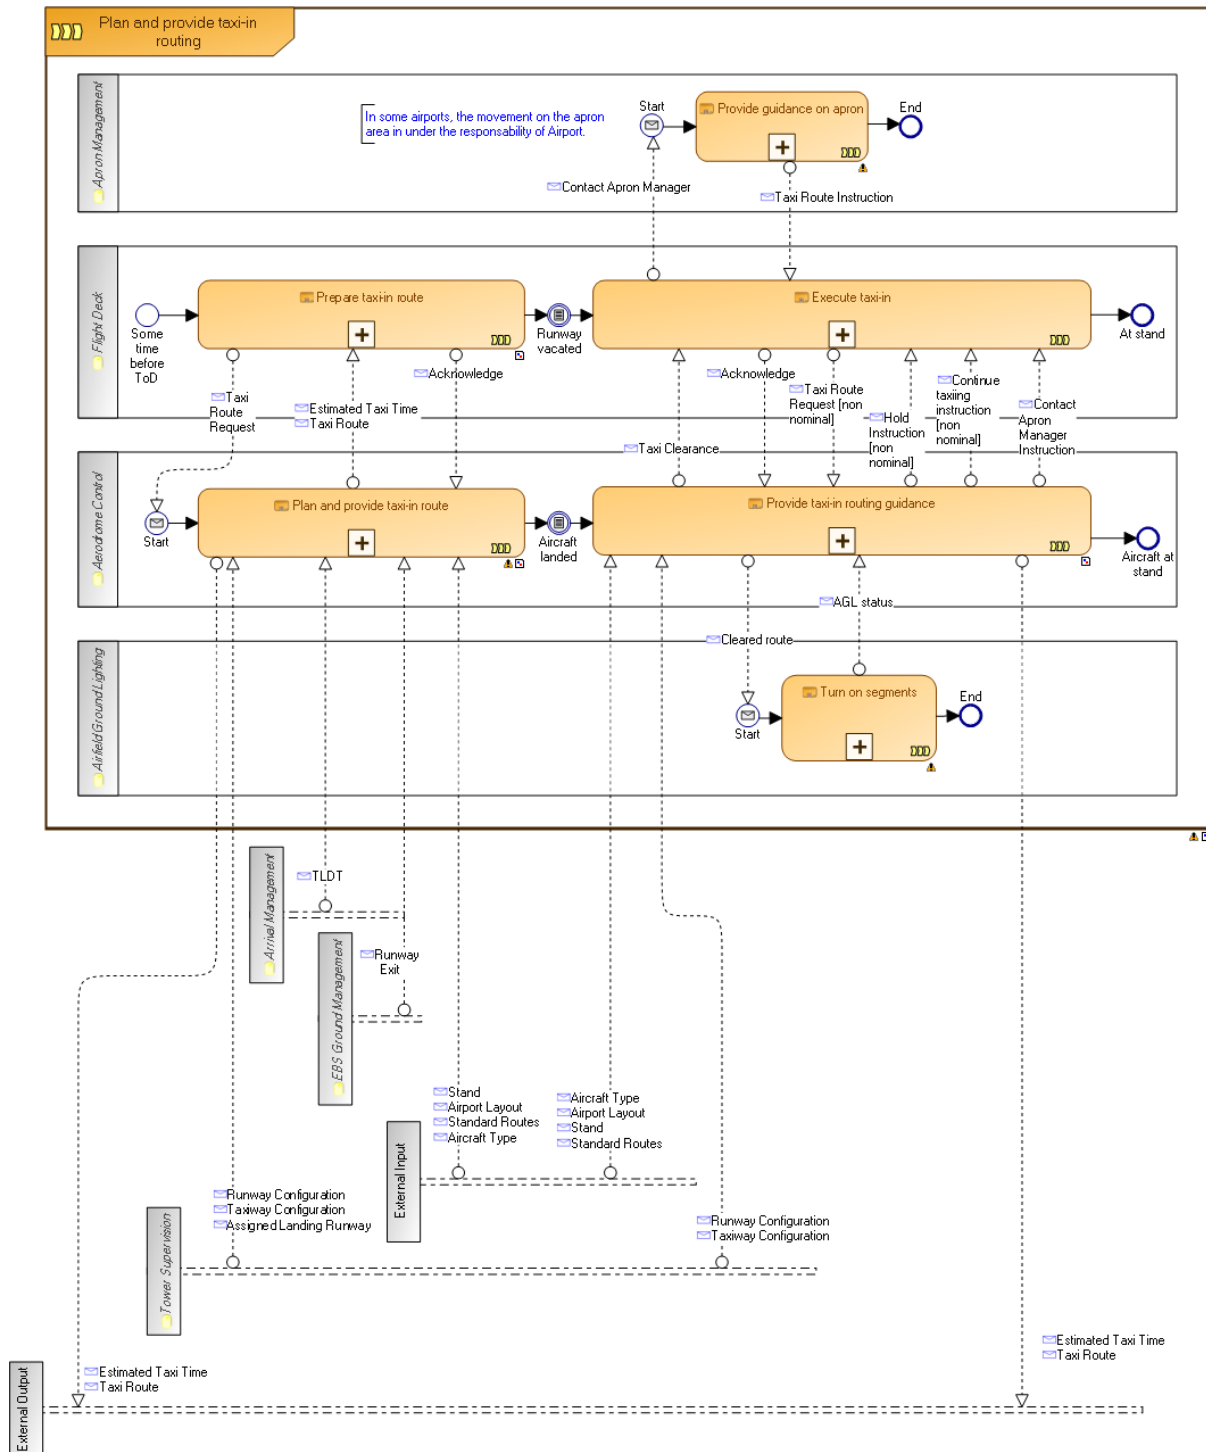 Plan and provide taxi-in
routing
Apron Management
In some airports, the movement on the apron
area in under the responsability of Airport.
Start
Provide guidance on apron
End
Contact Apron Manager
Taxi Route Instruction
Flight Deck
Some
time
before
ToD
Prepare taxi-in route
Runway
vacated
Execute taxi-in
At stand
Taxi
Route
Request
Estimated Taxi Time
Taxi Route
Acknowledge
Acknowledge
Taxi Route
Request [non
nominal]
Hold
Instruction
[non
nominal]
Continue
taxiing
instruction
[non
nominal]
Contact
Apron
Manager
Instruction
Taxi Clearance
Aerodrome Control
Start
Plan and provide taxi-in route
Aircraft
landed
Provide taxi-in routing guidance
Aircraft at
stand
AGL status
Cleared route
Airfield Ground Lighting
Start
Turn on segments
End
Arrival Management
TLDT
EBS Ground Management
Runway
Exit
External Input
Stand
Airport Layout
Standard Routes
Aircraft Type
Aircraft Type
Airport Layout
Stand
Standard Routes
Tower Supervision
Runway Configuration
Taxiway Configuration
Assigned Landing Runway
Runway Configuration
Taxiway Configuration
External Output
Estimated Taxi Time
Taxi Route
Estimated Taxi Time
Taxi Route